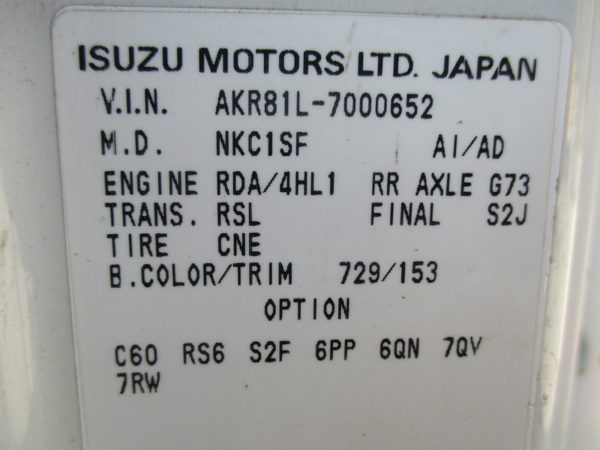 ISUZU MOTORS LTD. JAPAN
V.I.N. AKR81L-7000652
M.D. NKC1SF AI/AD
ENGINE RDA/4HL1 RR AXLE G73
TRANS. RSL FINAL S2J
TIRE CNE
B.COLOR/TRIM 729/153
OPTION
C60 RS6 S2F 6PP 6QN 7QV
7RW